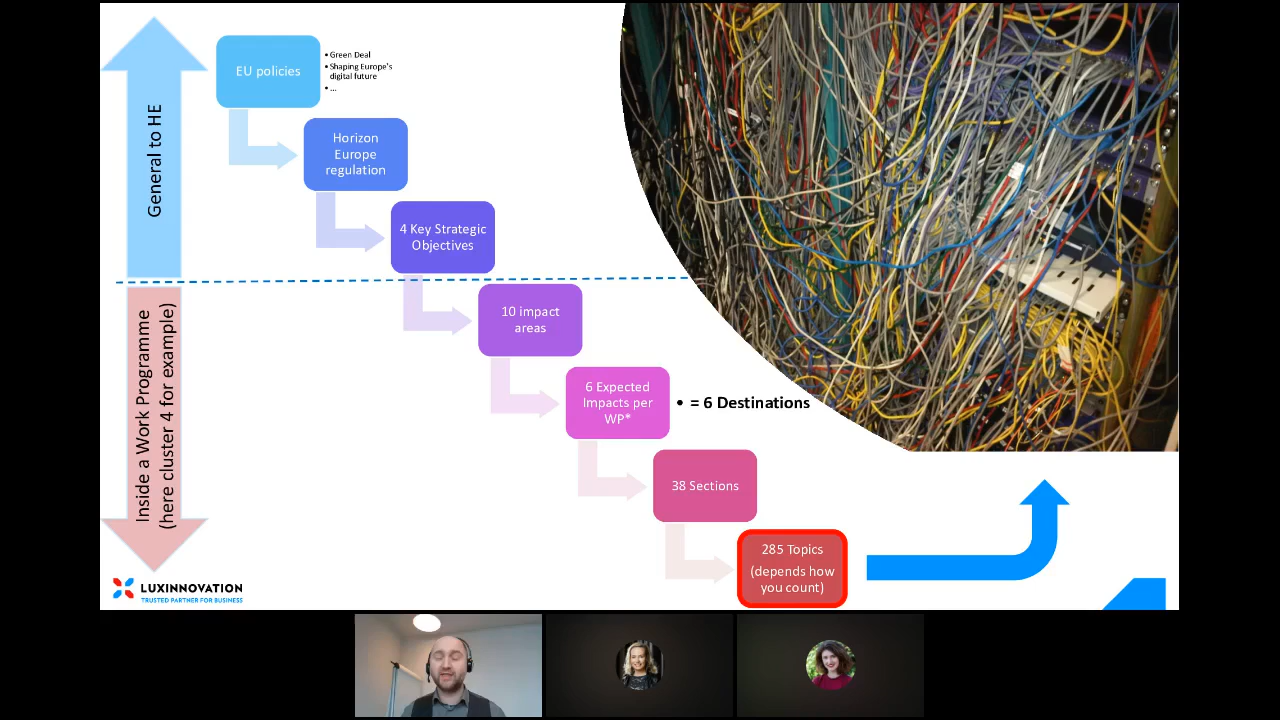 General to HE
EU policies
• Green Deal
• Shaping Europe's
digital future
• ...
Horizon
Europe
regulation
4 Key Strategic
Objectives
Inside a Work Programme
(here cluster 4 for example)
10 impact
areas
6 Expected
Impacts per
WP*
• = 6 Destinations
38 Sections
285 Topics
(depends how
you count)
LUXINNOVATION
TRUSTED PARTNER FOR BUSINESS